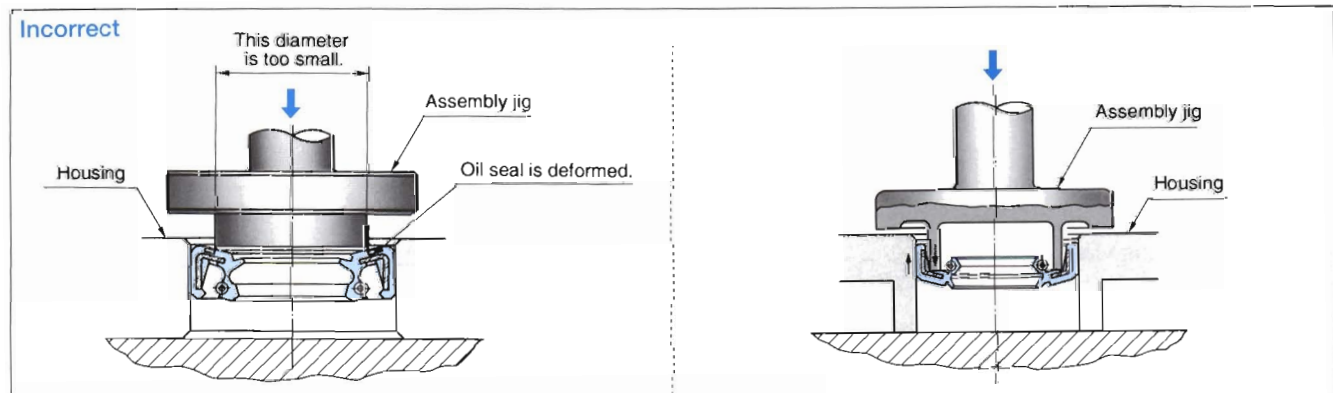 Incorrect
This diameter
is too small.
Assembly jig
Housing
Oil seal is deformed.
Assembly jig
Housing